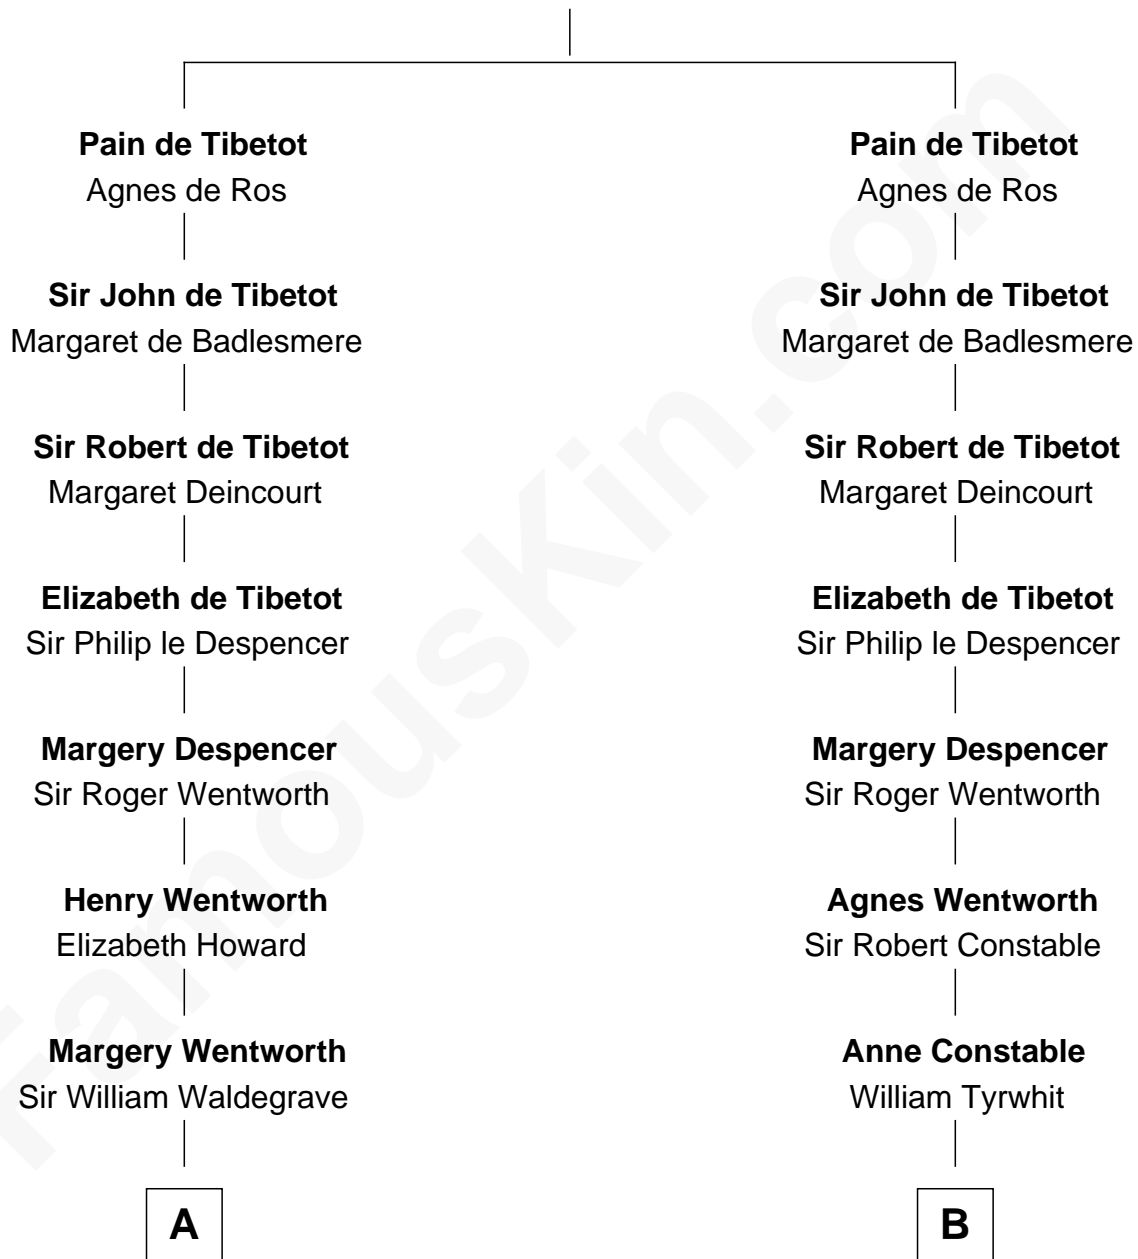 Pain de Tibetot
Agnes de Ros
Sir John de Tibetot
Margaret de Badlesmere
Sir Robert de Tibetot
Margaret Deincourt
Elizabeth de Tibetot
Sir Philip le Despencer
Margery Despencer
Sir Roger Wentworth
Henry Wentworth
Elizabeth Howard
Margery Wentworth
Sir William Waldegrave
A
Pain de Tibetot
Agnes de Ros
Sir John de Tibetot
Margaret de Badlesmere
Sir Robert de Tibetot
Margaret Deincourt
Elizabeth de Tibetot
Sir Philip le Despencer
Margery Despencer
Sir Roger Wentworth
Agnes Wentworth
Sir Robert Constable
Anne Constable
William Tyrwhit
B
FamousKin.com